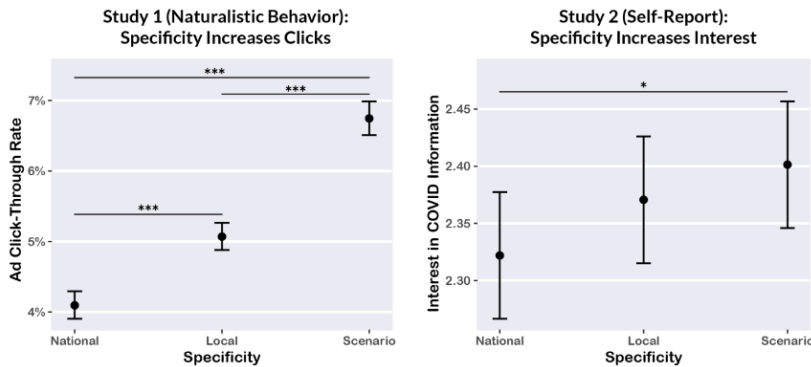 Study 1 (Naturalistic Behavior):
Specificity Increases Clicks
***
***
***
7%
6%
5%
4%
Ad Click-Through Rate
National Local Scenario
Specificity
Study 2 (Self-Report):
Specificity Increases Interest
*
2.45
2.40
2.35
2.30
Interest in COVID Information
National Local Scenario
Specificity